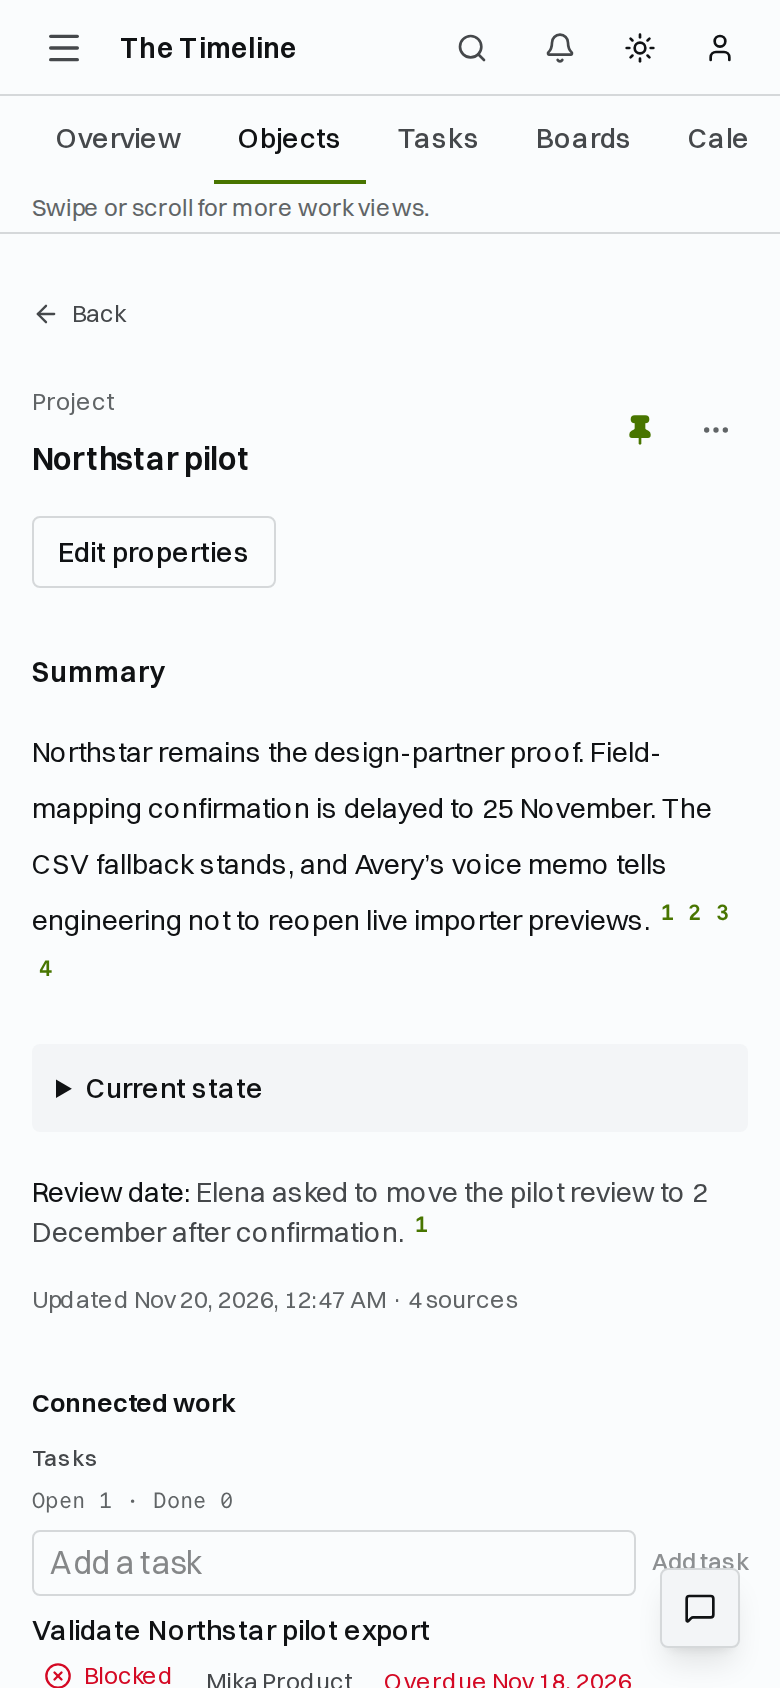 The Timeline
Overview Objects Tasks Boards Cale
Swipe or scroll for more work views.
Back
Project
Northstar pilot
Edit properties
Summary
Northstar remains the design-partner proof. Field-
mapping confirmation is delayed to 25 November. The
CSV fallback stands, and Avery’s voice memo tells
engineering not to reopen live importer previews. 1 2 3
4
Current state
Review date: Elena asked to move the pilot review to 2
December after confirmation. 1
Updated Nov 20, 2026, 12:47 AM · 4 sources
Connected work
Tasks
Open 1 · Done 0
Add a task Add task
Validate Northstar pilot export
Blocked Mika Product Overdue Nov 18, 2026